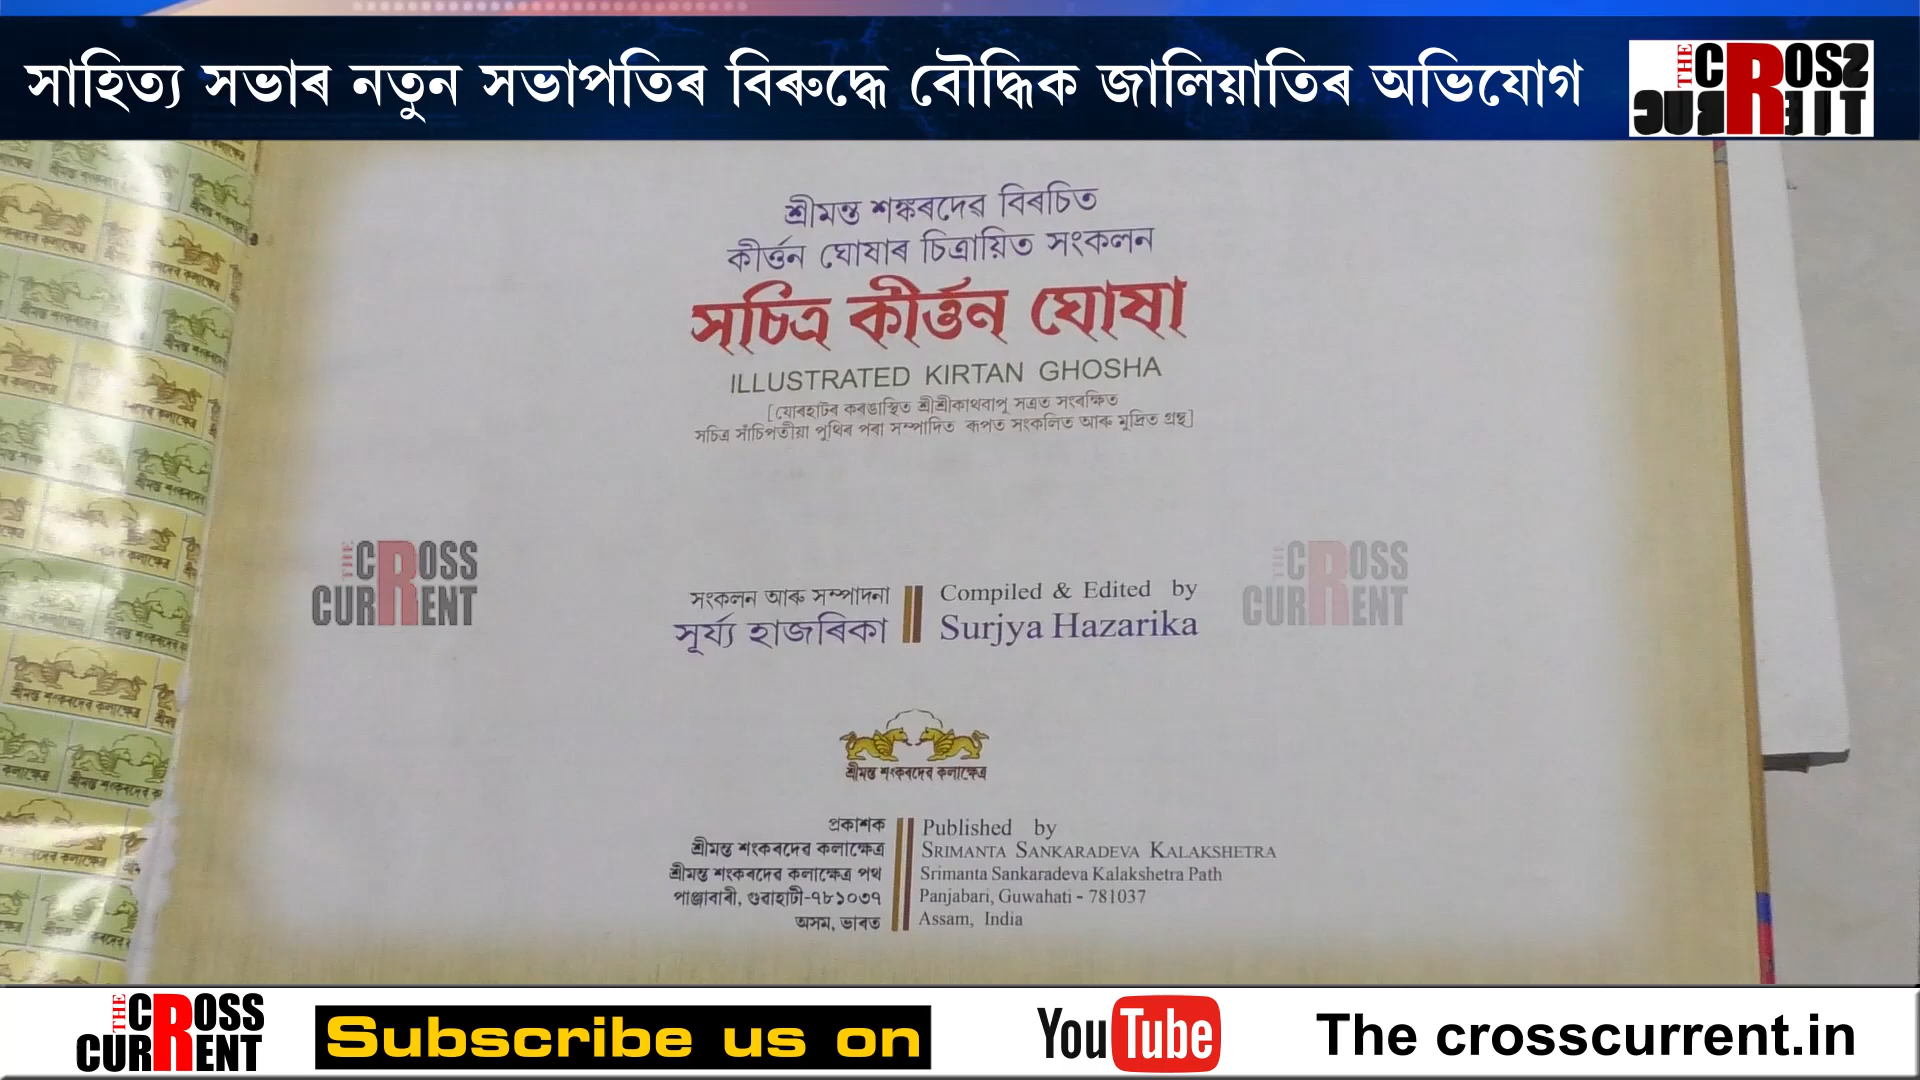 সাহিত্য সভাৰ নতুন সভাপতিৰ বিৰুদ্ধে বৌদ্ধিক জালিয়াতিৰ অভিযোগ
THE CROSS CURRENT
শ্ৰীমন্ত শঙ্কৰদেৱ বিৰচিত
কীৰ্ত্তন ঘোষাৰ চিত্ৰায়িত সংকলন
সচিত্ৰ কীৰ্ত্তন ঘোষা
ILLUSTRATED KIRTAN GHOSHA
[যোৰহাটৰ কৰঙাস্থিত শ্ৰীশ্ৰীকাথবাপু সত্ৰত সংৰক্ষিত
সচিত্ৰ সাঁচিপতীয়া পুথিৰ পৰা সম্পাদিত ৰূপত সংকলিত আৰু মুদ্ৰিত গ্ৰন্থ]
THE CROSS CURRENT
THE CROSS CURRENT
সংকলন আৰু সম্পাদনা
সূৰ্য্য হাজৰিকা
Compiled & Edited by
Surjya Hazarika
শ্ৰীমন্ত শংকৰদেৱ কলাক্ষেত্ৰ
প্ৰকাশক
শ্ৰীমন্ত শংকৰদেৱ কলাক্ষেত্ৰ
শ্ৰীমন্ত শংকৰদেৱ কলাক্ষেত্ৰ পথ
পাঞ্জাবাৰী, গুৱাহাটী-৭৮১০৩৭
অসম, ভাৰত
Published by
SRIMANTA SANKARADEVA KALAKSHETRA
Srimanta Sankaradeva Kalakshetra Path
Panjabari, Guwahati - 781037
Assam, India
THE CROSS CURRENT
Subscribe us on
YouTube
The crosscurrent.in